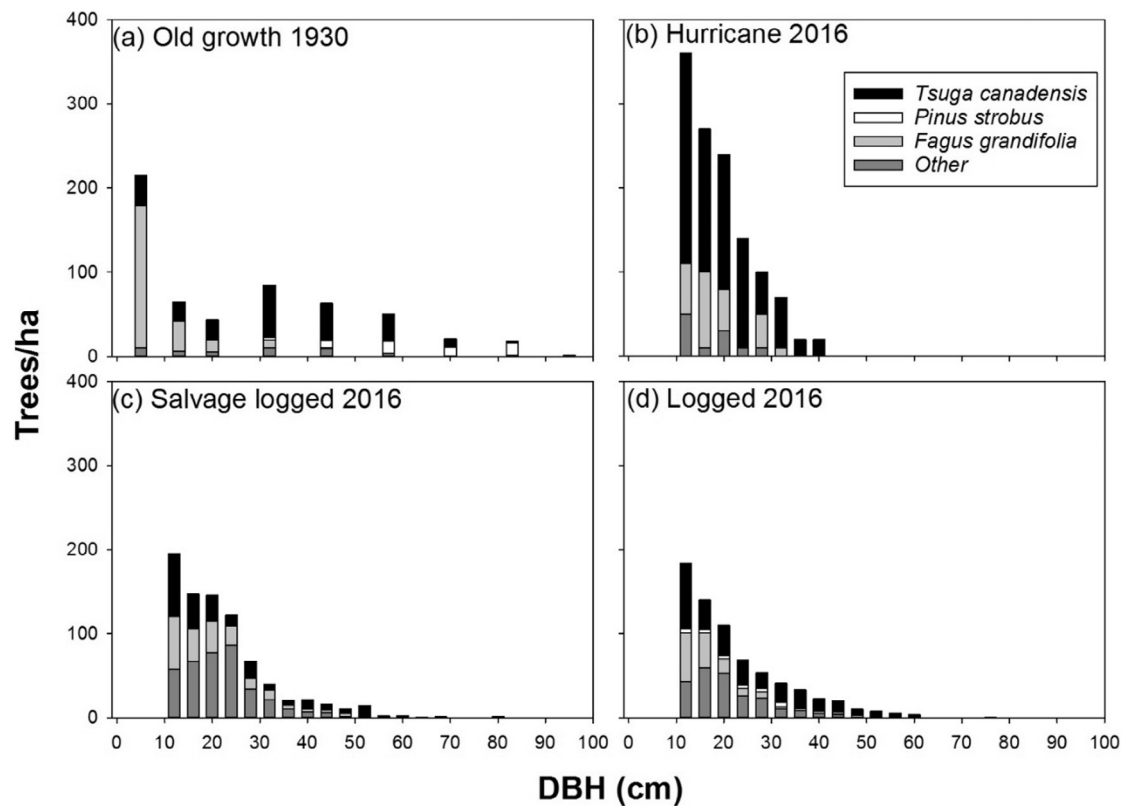 (a) Old growth 1930
(b) Hurricane 2016
Tsuga canadensis
Pinus strobus
Fagus grandifolia
Other
400
300
200
100
0
(c) Salvage logged 2016
(d) Logged 2016
400
300
200
100
0
Trees/ha
0 10 20 30 40 50 60 70 80 90 100
0 10 20 30 40 50 60 70 80 90 100
DBH (cm)